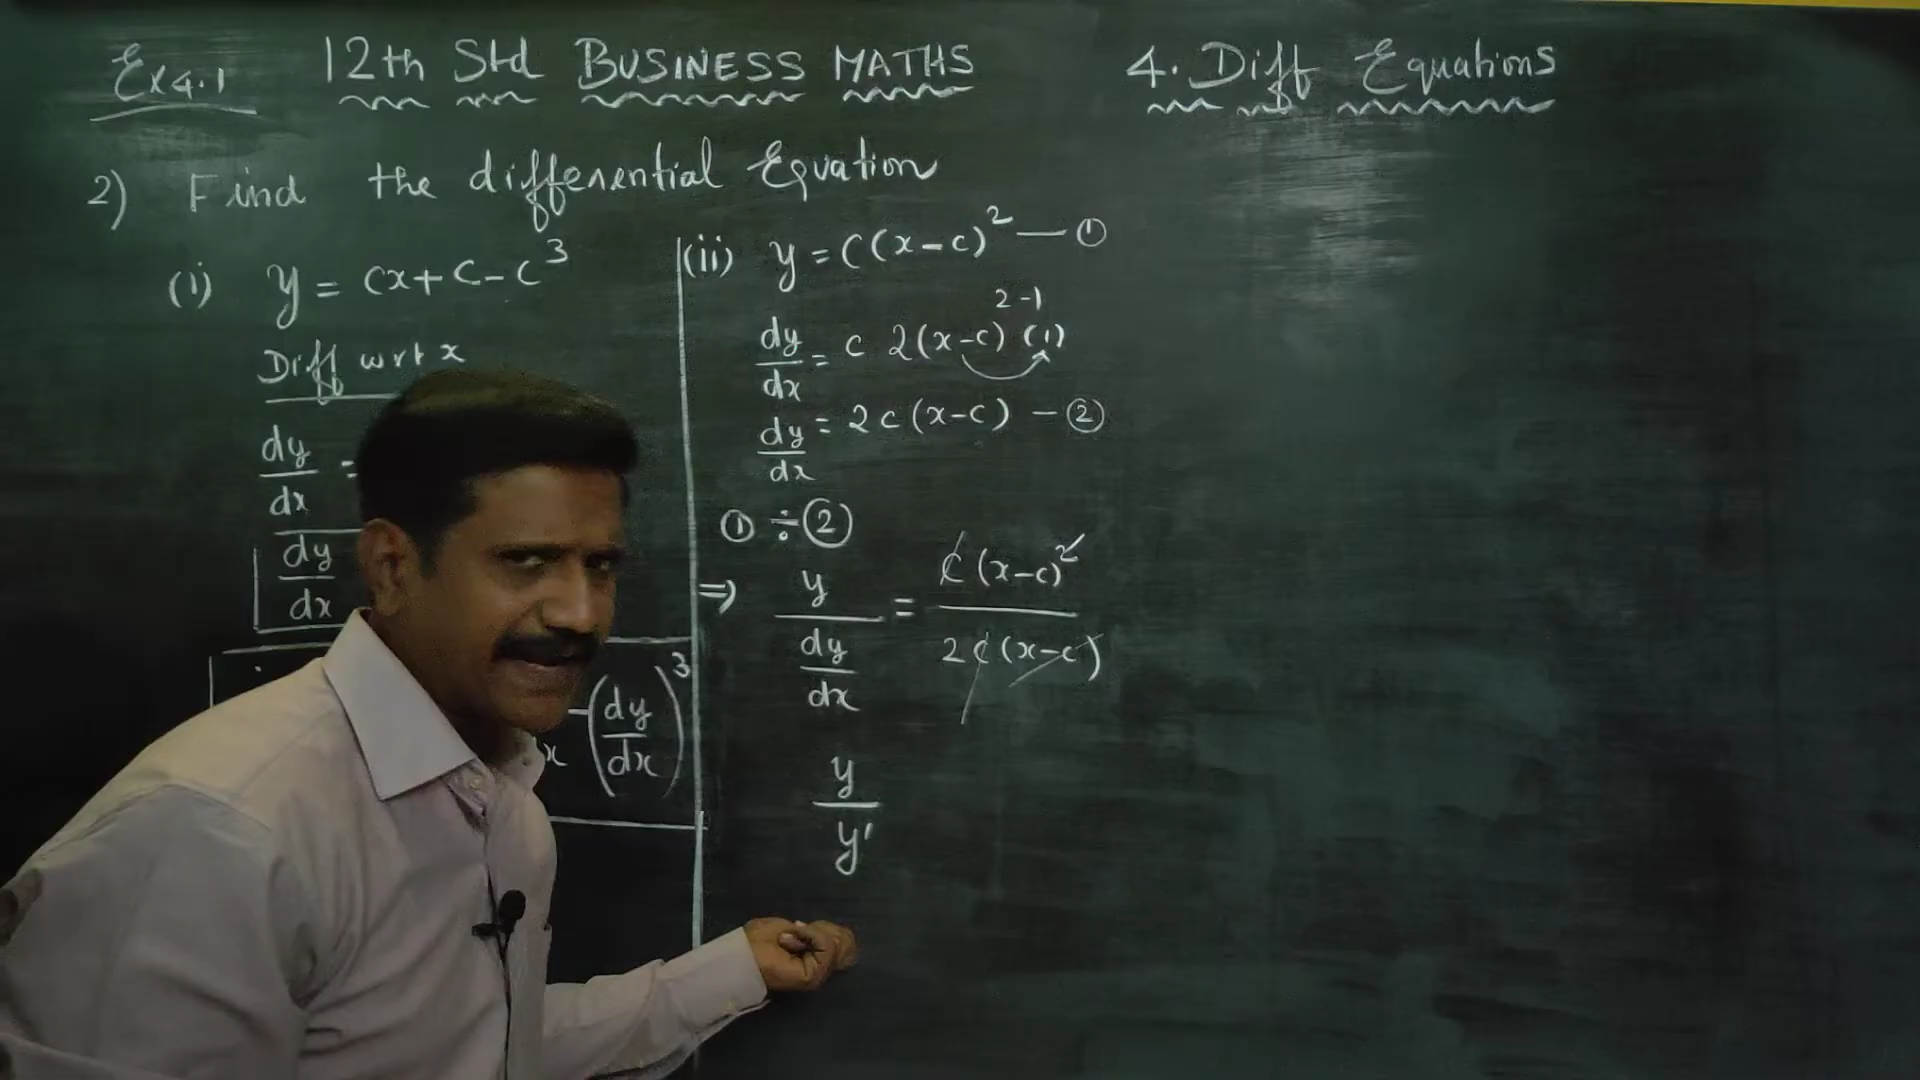 Ex 4.1 12th Std BUSINESS MATHS 4. Diff Equations
2) Find the differential Equation
(i) y = cx + c - c³
Diff wrt x
dy/dx =
dy/dx
x - (dy/dx)³
(ii) y = c(x-c)² — ①
dy/dx = c 2(x-c)²⁻¹ (1)
dy/dx = 2c(x-c) - ②
① ÷ ②
⇒ y / (dy/dx) = c(x-c)² / 2c(x-c)
y / y'